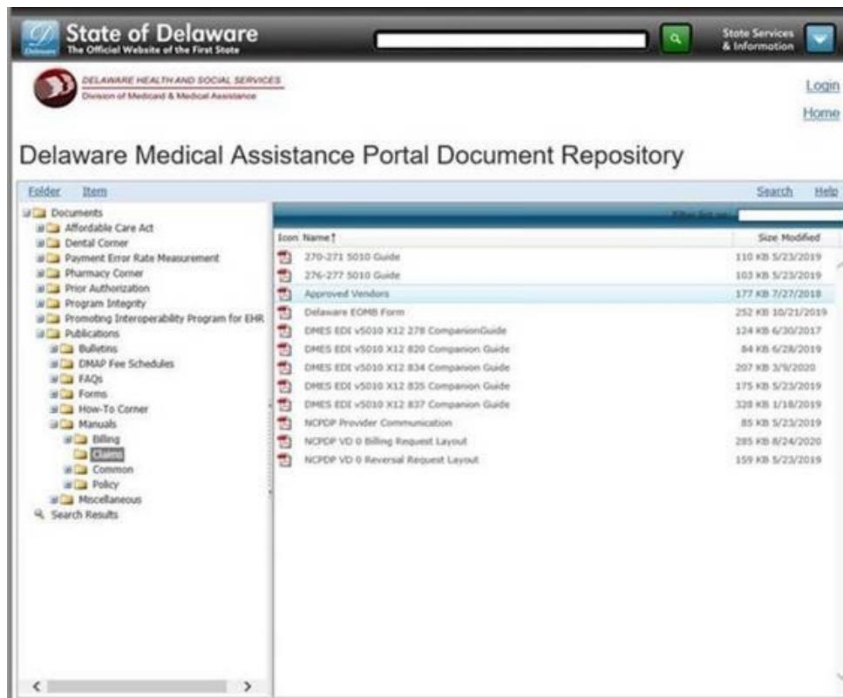 State of Delaware
The Official Website of the First State
Delaware
State Services
& Information
DELAWARE HEALTH AND SOCIAL SERVICES
Division of Medicaid & Medical Assistance
Login
Home
Delaware Medical Assistance Portal Document Repository
Folder Item Search Help
Documents
Affordable Care Act
Dental Corner
Payment Error Rate Measurement
Pharmacy Corner
Prior Authorization
Program Integrity
Promoting Interoperability Program for EHR
Publications
Bulletins
DMAP Fee Schedules
FAQs
Forms
How-To Corner
Manuals
Billing
Claims
Common
Policy
Miscellaneous
Search Results
Icon Name Size Modified
270-271 5010 Guide 110 KB 5/23/2019
276-277 5010 Guide 103 KB 5/23/2019
Approved Vendors 177 KB 7/27/2018
Delaware EOMB Form 252 KB 10/21/2019
DMES EDI v5010 X12 278 CompanionGuide 124 KB 6/30/2017
DMES EDI v5010 X12 820 Companion Guide 84 KB 6/28/2019
DMES EDI v5010 X12 834 Companion Guide 207 KB 3/9/2020
DMES EDI v5010 X12 835 Companion Guide 175 KB 5/23/2019
DMES EDI v5010 X12 837 Companion Guide 328 KB 1/18/2019
NCPDP Provider Communication 85 KB 5/23/2019
NCPDP VD 0 Billing Request Layout 285 KB 8/24/2020
NCPDP VD 0 Reversal Request Layout 159 KB 5/23/2019